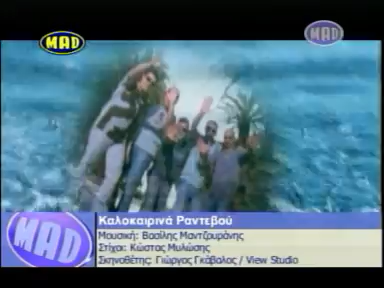 MAD
MAD
MAD
Καλοκαιρινά Ραντεβού
Μουσική: Βασίλης Μαντζουράνης
Στίχοι: Κώστας Μυλώσης
Σκηνοθέτης: Γιώργος Γκάβαλος / View Studio